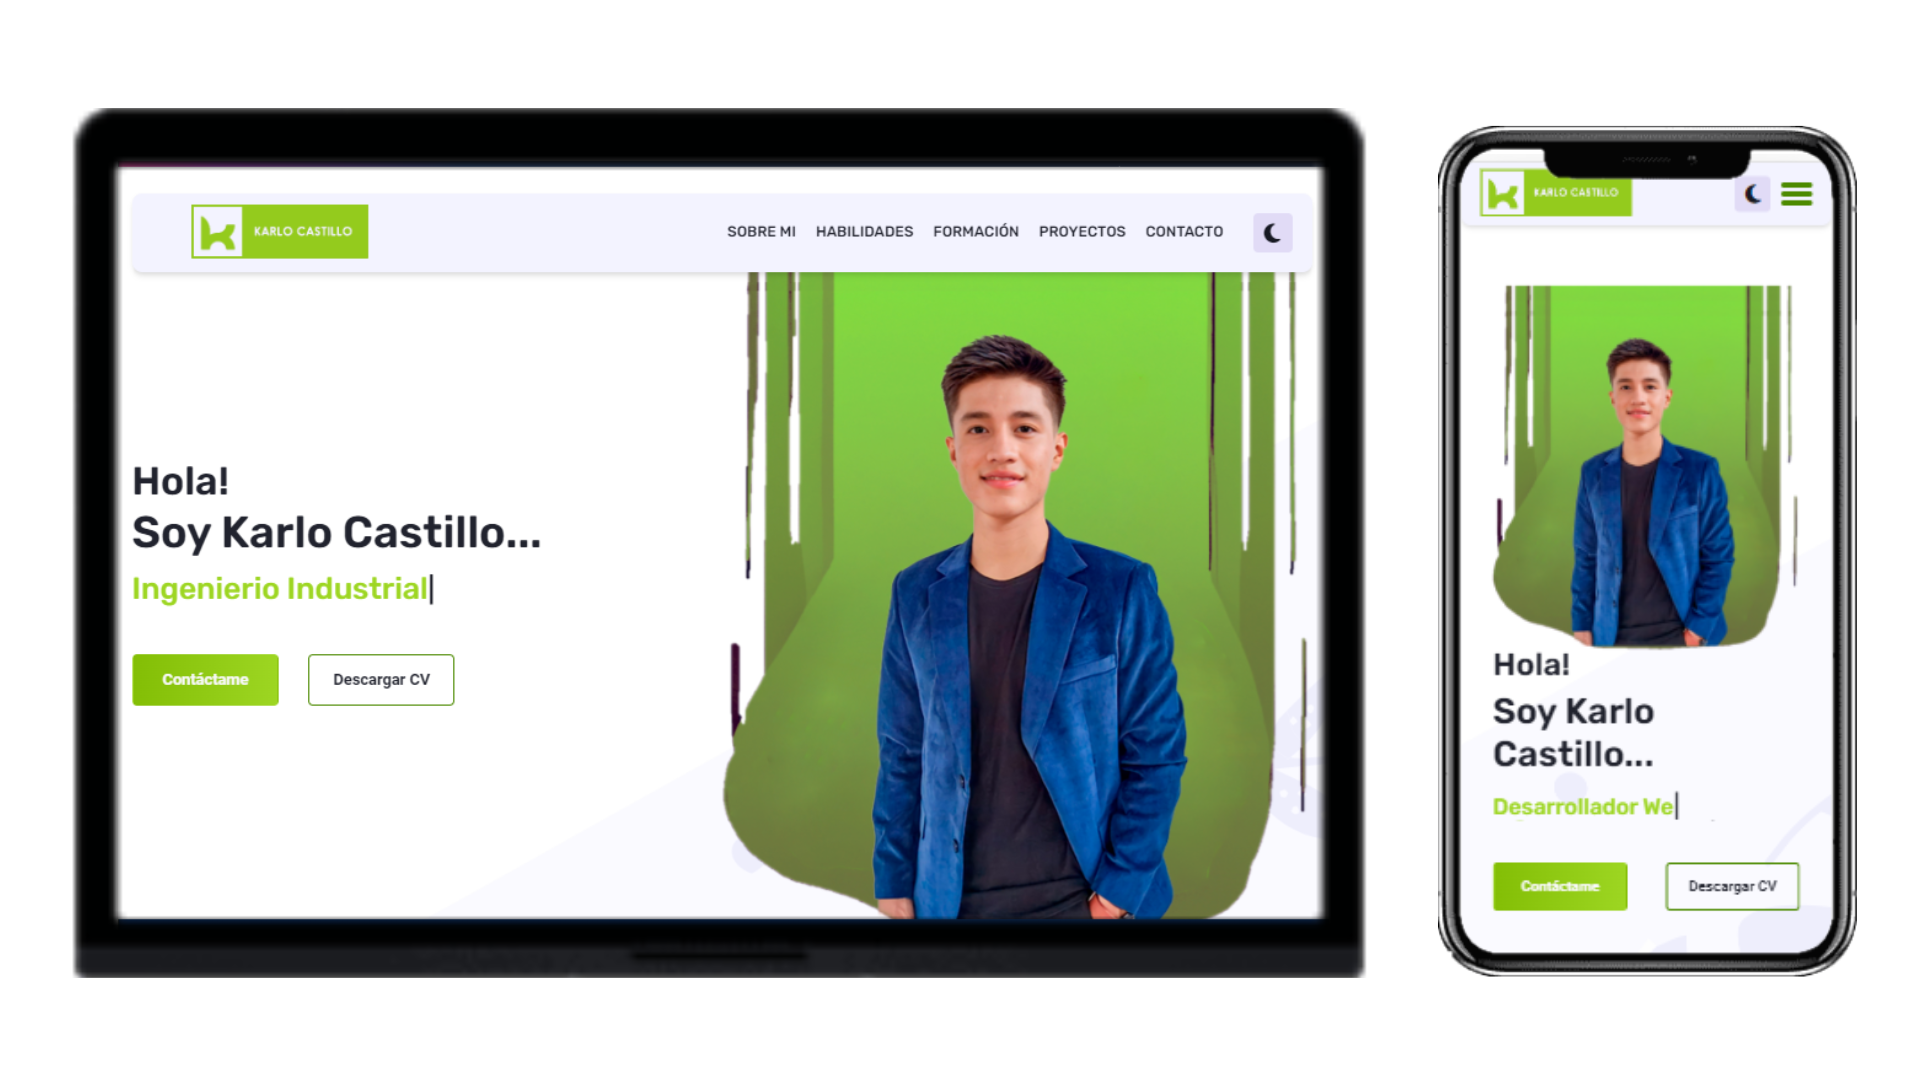 KARLO CASTILLO
SOBRE MI HABILIDADES FORMACIÓN PROYECTOS CONTACTO
Hola!
Soy Karlo Castillo...
Ingenierio Industrial
Contáctame
Descargar CV
KARLO CASTILLO
Hola!
Soy Karlo
Castillo...
Desarrollador We
Contáctame
Descargar CV